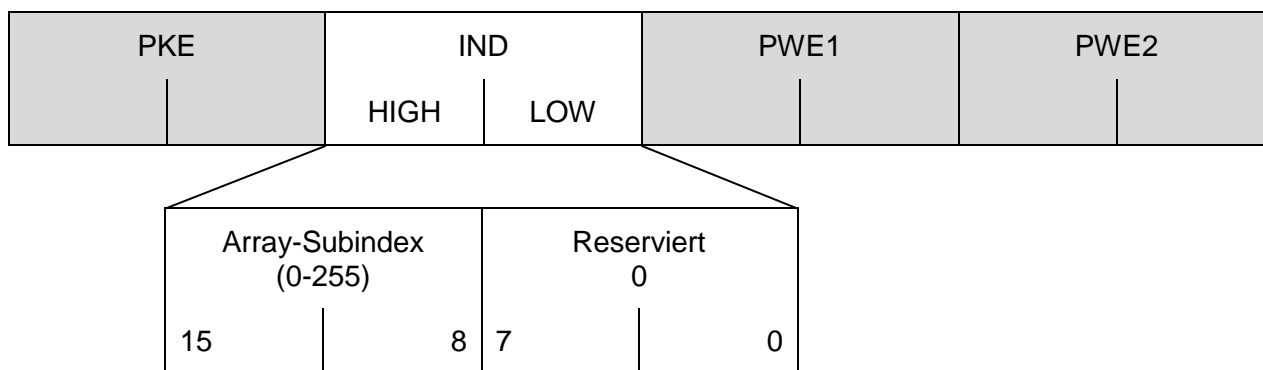 PKE IND PWE1 PWE2
HIGH LOW
Array-Subindex Reserviert
(0-255) 0
15 8 7 0